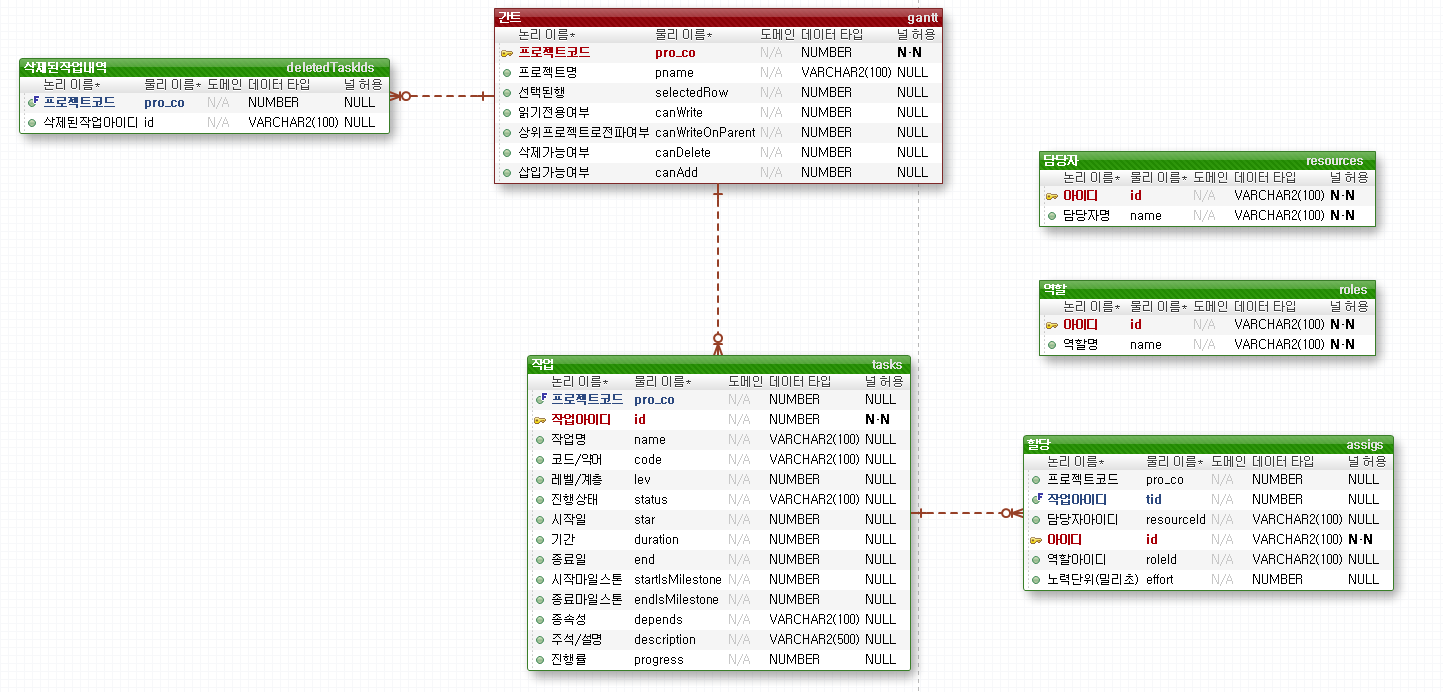 간트 gantt
논리 이름* 물리 이름* 도메인 데이터 타입 널 허용
프로젝트코드 pro_co N/A NUMBER N-N
프로젝트명 pname N/A VARCHAR2(100) NULL
선택된행 selectedRow N/A NUMBER NULL
읽기전용여부 canWrite N/A NUMBER NULL
상위프로젝트로전파여부 canWriteOnParent N/A NUMBER NULL
삭제가능여부 canDelete N/A NUMBER NULL
삽입가능여부 canAdd N/A NUMBER NULL
삭제된작업내역 deletedTaskIds
논리 이름* 물리 이름* 도메인 데이터 타입 널 허용
프로젝트코드 pro_co N/A NUMBER NULL
삭제된작업아이디 id N/A VARCHAR2(100) NULL
담당자 resources
논리 이름* 물리 이름* 도메인 데이터 타입 널 허용
아이디 id N/A VARCHAR2(100) N-N
담당자명 name N/A VARCHAR2(100) N-N
역할 roles
논리 이름* 물리 이름* 도메인 데이터 타입 널 허용
아이디 id N/A VARCHAR2(100) N-N
역할명 name N/A VARCHAR2(100) N-N
작업 tasks
논리 이름* 물리 이름* 도메인 데이터 타입 널 허용
프로젝트코드 pro_co N/A NUMBER NULL
작업아이디 id N/A NUMBER N-N
작업명 name N/A VARCHAR2(100) NULL
코드/약어 code N/A VARCHAR2(100) NULL
레벨/계층 lev N/A NUMBER NULL
진행상태 status N/A VARCHAR2(100) NULL
시작일 star N/A NUMBER NULL
기간 duration N/A NUMBER NULL
종료일 end N/A NUMBER NULL
시작마일스톤 startIsMilestone N/A NUMBER NULL
종료마일스톤 endIsMilestone N/A NUMBER NULL
종속성 depends N/A VARCHAR2(100) NULL
주석/설명 description N/A VARCHAR2(500) NULL
진행률 progress N/A NUMBER NULL
할당 assigs
논리 이름* 물리 이름* 도메인 데이터 타입 널 허용
프로젝트코드 pro_co N/A NUMBER NULL
작업아이디 tid N/A NUMBER NULL
담당자아이디 resourceId N/A VARCHAR2(100) NULL
아이디 id N/A VARCHAR2(100) N-N
역할아이디 roleId N/A VARCHAR2(100) NULL
노력단위(밀리초) effort N/A NUMBER NULL